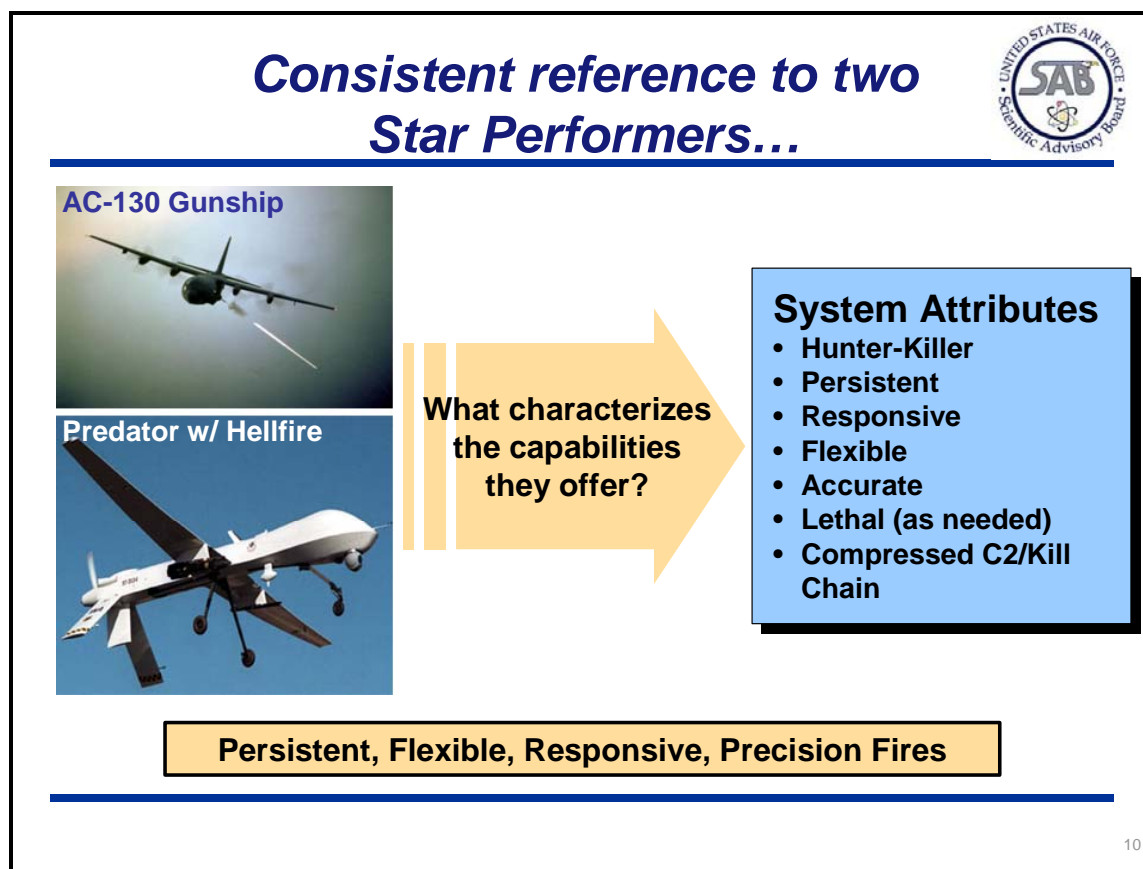 Consistent reference to two
Star Performers…
UNITED STATES AIR FORCE
SAB
Scientific Advisory Board
AC-130 Gunship
Predator w/ Hellfire
What characterizes
the capabilities
they offer?
System Attributes
• Hunter-Killer
• Persistent
• Responsive
• Flexible
• Accurate
• Lethal (as needed)
• Compressed C2/Kill
Chain
Persistent, Flexible, Responsive, Precision Fires
10